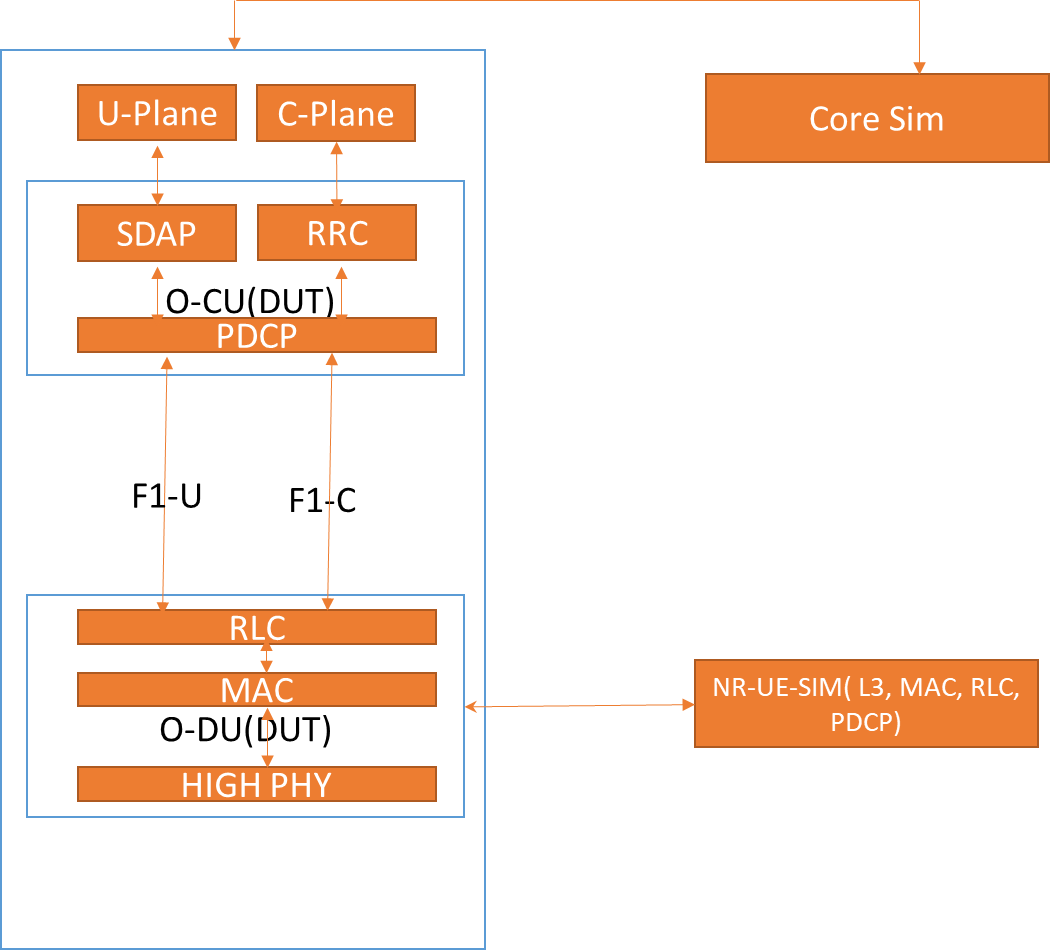 U-Plane
C-Plane
Core Sim
SDAP
RRC
O-CU(DUT)
PDCP
F1-U
F1-C
RLC
MAC
O-DU(DUT)
HIGH PHY
NR-UE-SIM( L3, MAC, RLC,
PDCP)